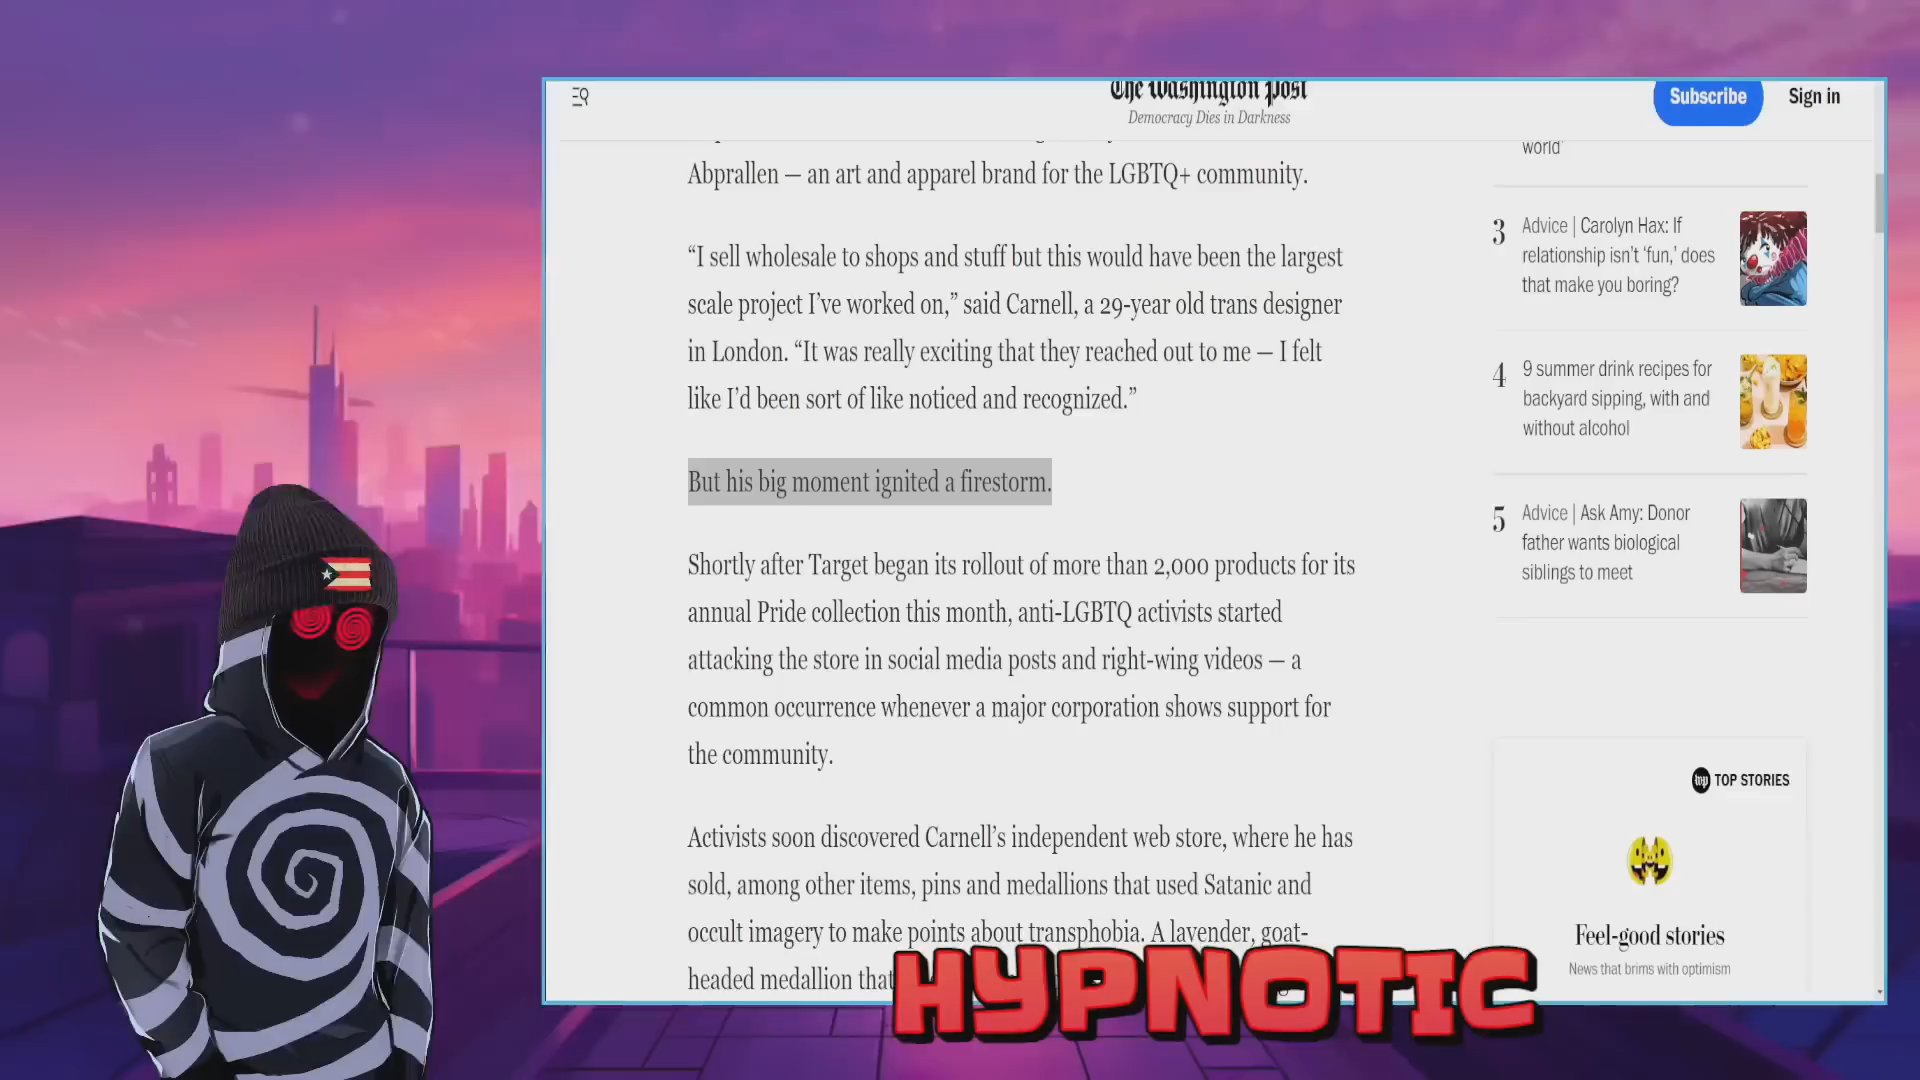 The Washington Post
Democracy Dies in Darkness
Subscribe
Sign in
Abprallen — an art and apparel brand for the LGBTQ+ community.
“I sell wholesale to shops and stuff but this would have been the largest
scale project I’ve worked on,” said Carnell, a 29-year old trans designer
in London. “It was really exciting that they reached out to me — I felt
like I’d been sort of like noticed and recognized.”
But his big moment ignited a firestorm.
Shortly after Target began its rollout of more than 2,000 products for its
annual Pride collection this month, anti-LGBTQ activists started
attacking the store in social media posts and right-wing videos — a
common occurrence whenever a major corporation shows support for
the community.
Activists soon discovered Carnell’s independent web store, where he has
sold, among other items, pins and medallions that used Satanic and
occult imagery to make points about transphobia. A lavender, goat-
headed medallion that
world’
3
Advice | Carolyn Hax: If
relationship isn’t ‘fun,’ does
that make you boring?
4
9 summer drink recipes for
backyard sipping, with and
without alcohol
5
Advice | Ask Amy: Donor
father wants biological
siblings to meet
wp TOP STORIES
Feel-good stories
News that brims with optimism
HYPNOTIC